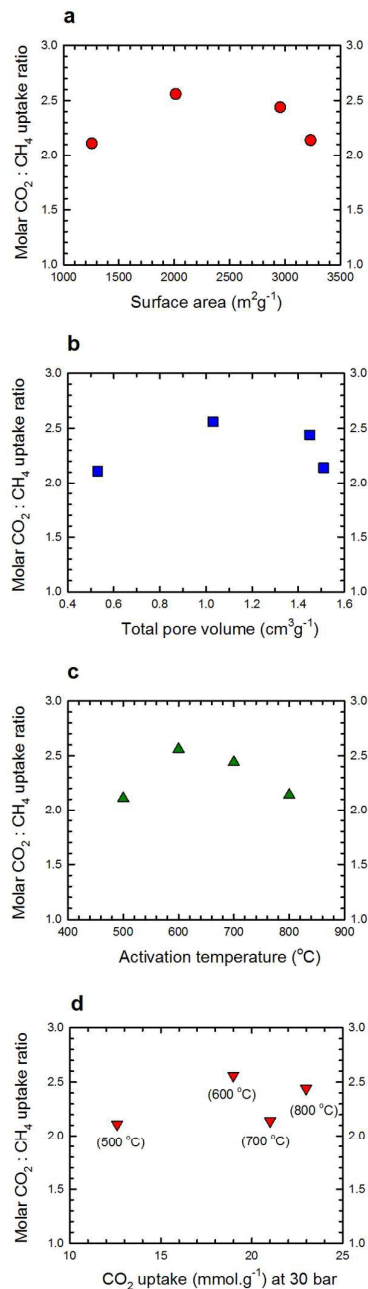 a
3.0
3.0
2.5
2.5
2.0
2.0
1.5
1.5
1.0
1.0
1000 1500 2000 2500 3000 3500
Molar CO₂ : CH₄ uptake ratio
Surface area (m²g⁻¹)
b
3.0
3.0
2.5
2.5
2.0
2.0
1.5
1.5
1.0
1.0
0.4 0.6 0.8 1.0 1.2 1.4 1.6
Molar CO₂ : CH₄ uptake ratio
Total pore volume (cm³g⁻¹)
c
3.0
3.0
2.5
2.5
2.0
2.0
1.5
1.5
1.0
1.0
400 500 600 700 800 900
Molar CO₂ : CH₄ uptake ratio
Activation temperature (°C)
d
3.0
3.0
2.5
2.5
(600 °C)
(800 °C)
2.0
2.0
(500 °C)
(700 °C)
1.5
1.5
1.0
1.0
10 15 20 25
Molar CO₂ : CH₄ uptake ratio
CO₂ uptake (mmol.g⁻¹) at 30 bar